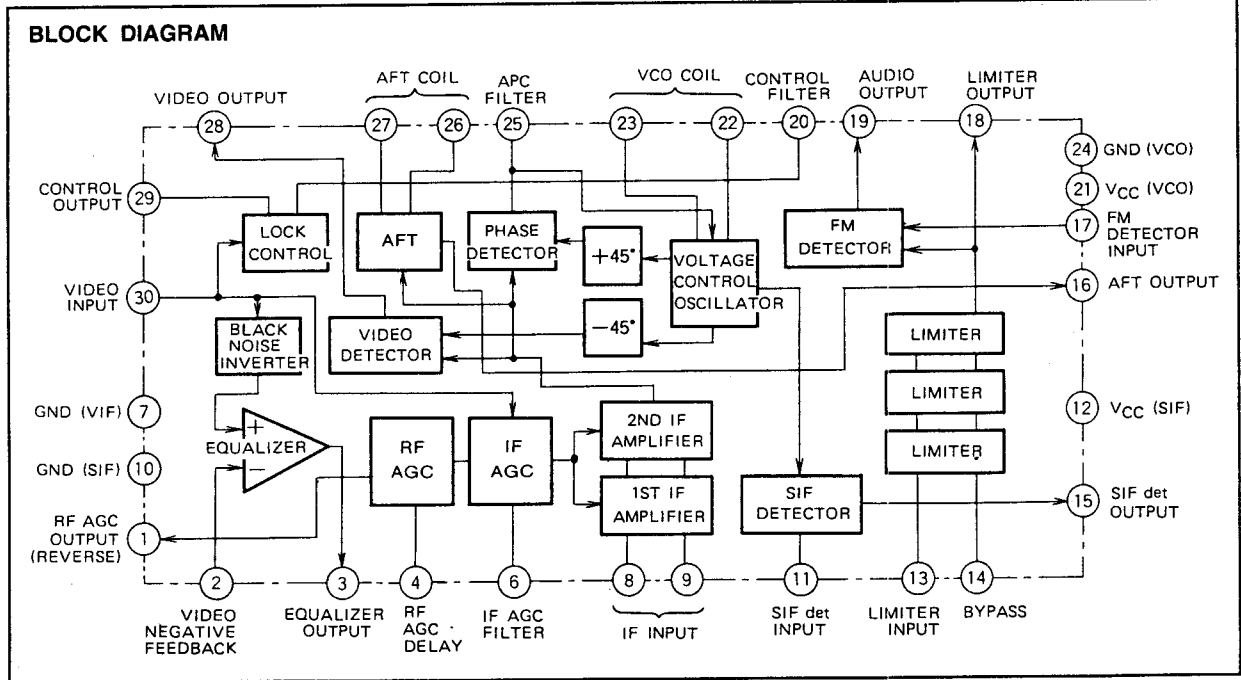 BLOCK DIAGRAM
AFT COIL
APC
FILTER
VCO COIL
CONTROL
FILTER
AUDIO
OUTPUT
LIMITER
OUTPUT
VIDEO OUTPUT
28
27
26
25
23
22
20
19
18
24
GND (VCO)
21
VCC (VCO)
17
FM
DETECTOR
INPUT
16
AFT OUTPUT
12
VCC (SIF)
15
SIF det
OUTPUT
CONTROL
OUTPUT
29
VIDEO
INPUT
30
GND (VIF)
7
GND (SIF)
10
RF AGC
OUTPUT
(REVERSE)
1
LOCK
CONTROL
AFT
PHASE
DETECTOR
+45°
VOLTAGE
CONTROL
OSCILLATOR
FM
DETECTOR
BLACK
NOISE
INVERTER
VIDEO
DETECTOR
−45°
LIMITER
LIMITER
LIMITER
+
EQUALIZER
−
RF
AGC
IF
AGC
2ND IF
AMPLIFIER
1ST IF
AMPLIFIER
SIF
DETECTOR
2
3
4
6
8
9
11
13
14
VIDEO
NEGATIVE
FEEDBACK
EQUALIZER
OUTPUT
RF
AGC
DELAY
IF AGC
FILTER
IF INPUT
SIF det
INPUT
LIMITER
INPUT
BYPASS